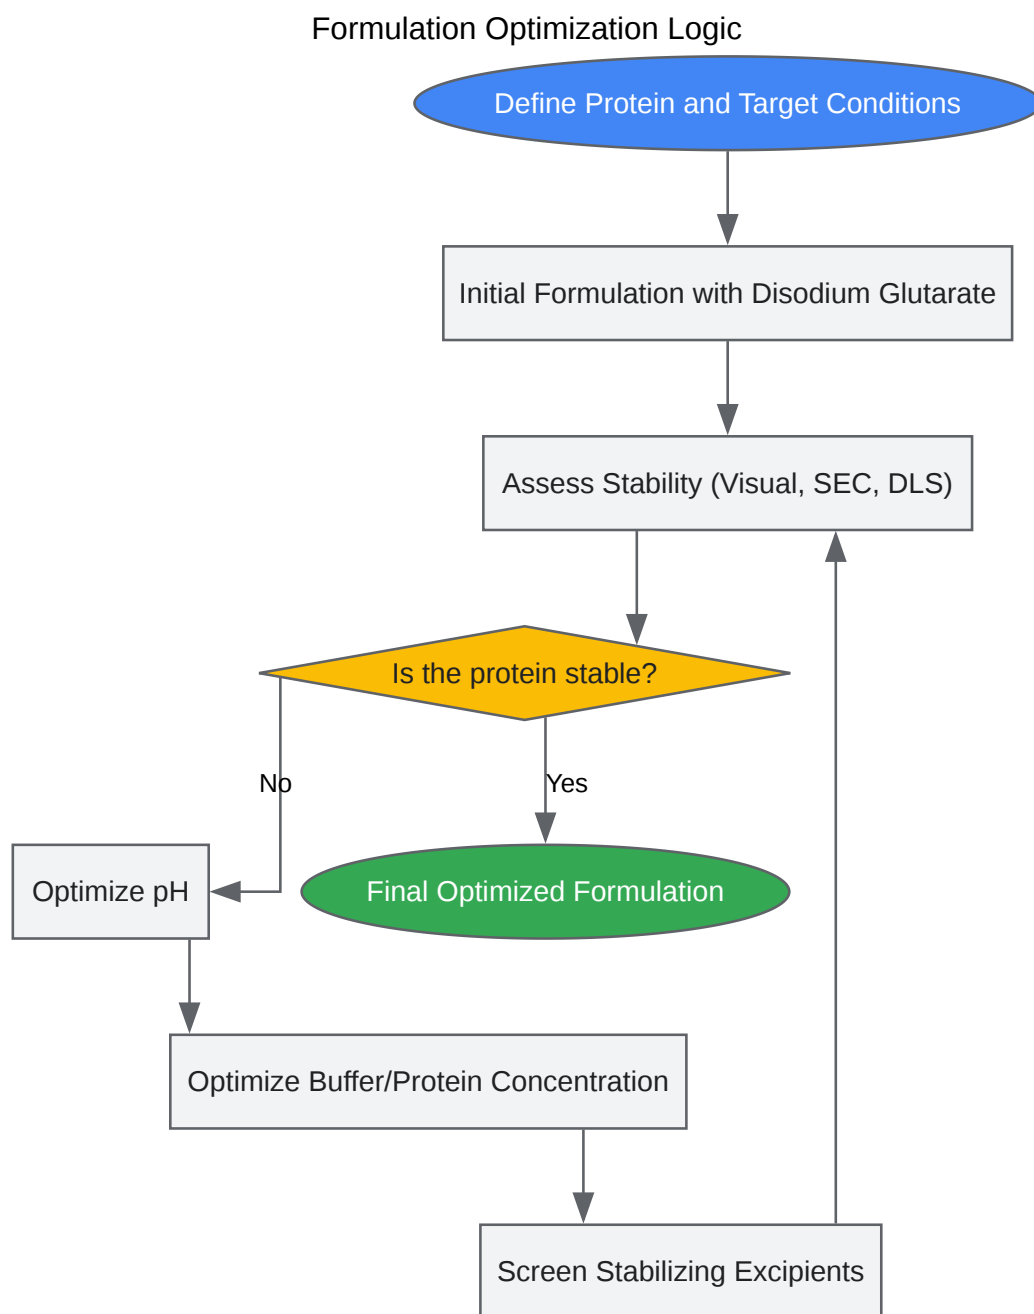 Formulation Optimization Logic
Define Protein and Target Conditions
Initial Formulation with Disodium Glutarate
Assess Stability (Visual, SEC, DLS)
Is the protein stable?
No
Yes
Optimize pH
Final Optimized Formulation
Optimize Buffer/Protein Concentration
Screen Stabilizing Excipients